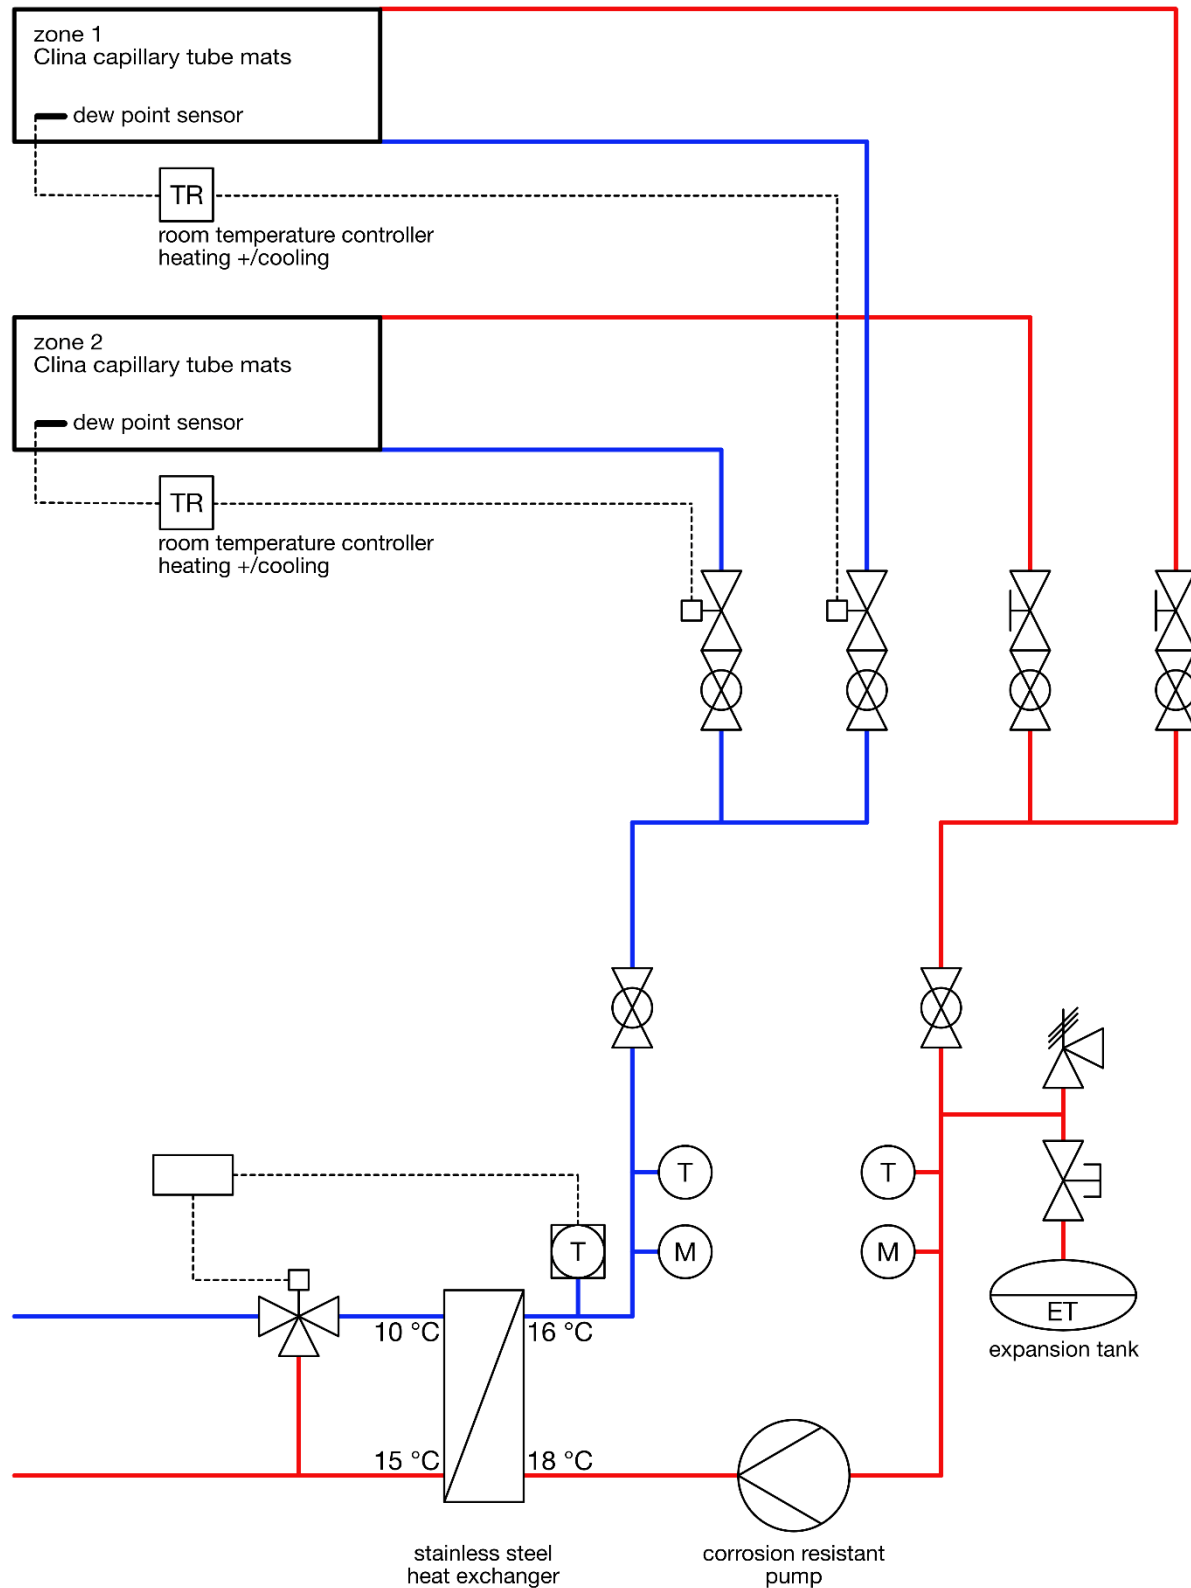 zone 1
Clina capillary tube mats
dew point sensor
TR
room temperature controller
heating +/cooling
zone 2
Clina capillary tube mats
dew point sensor
TR
room temperature controller
heating +/cooling
T
T
T
M
M
10 °C
16 °C
ET
expansion tank
15 °C
18 °C
stainless steel
heat exchanger
corrosion resistant
pump